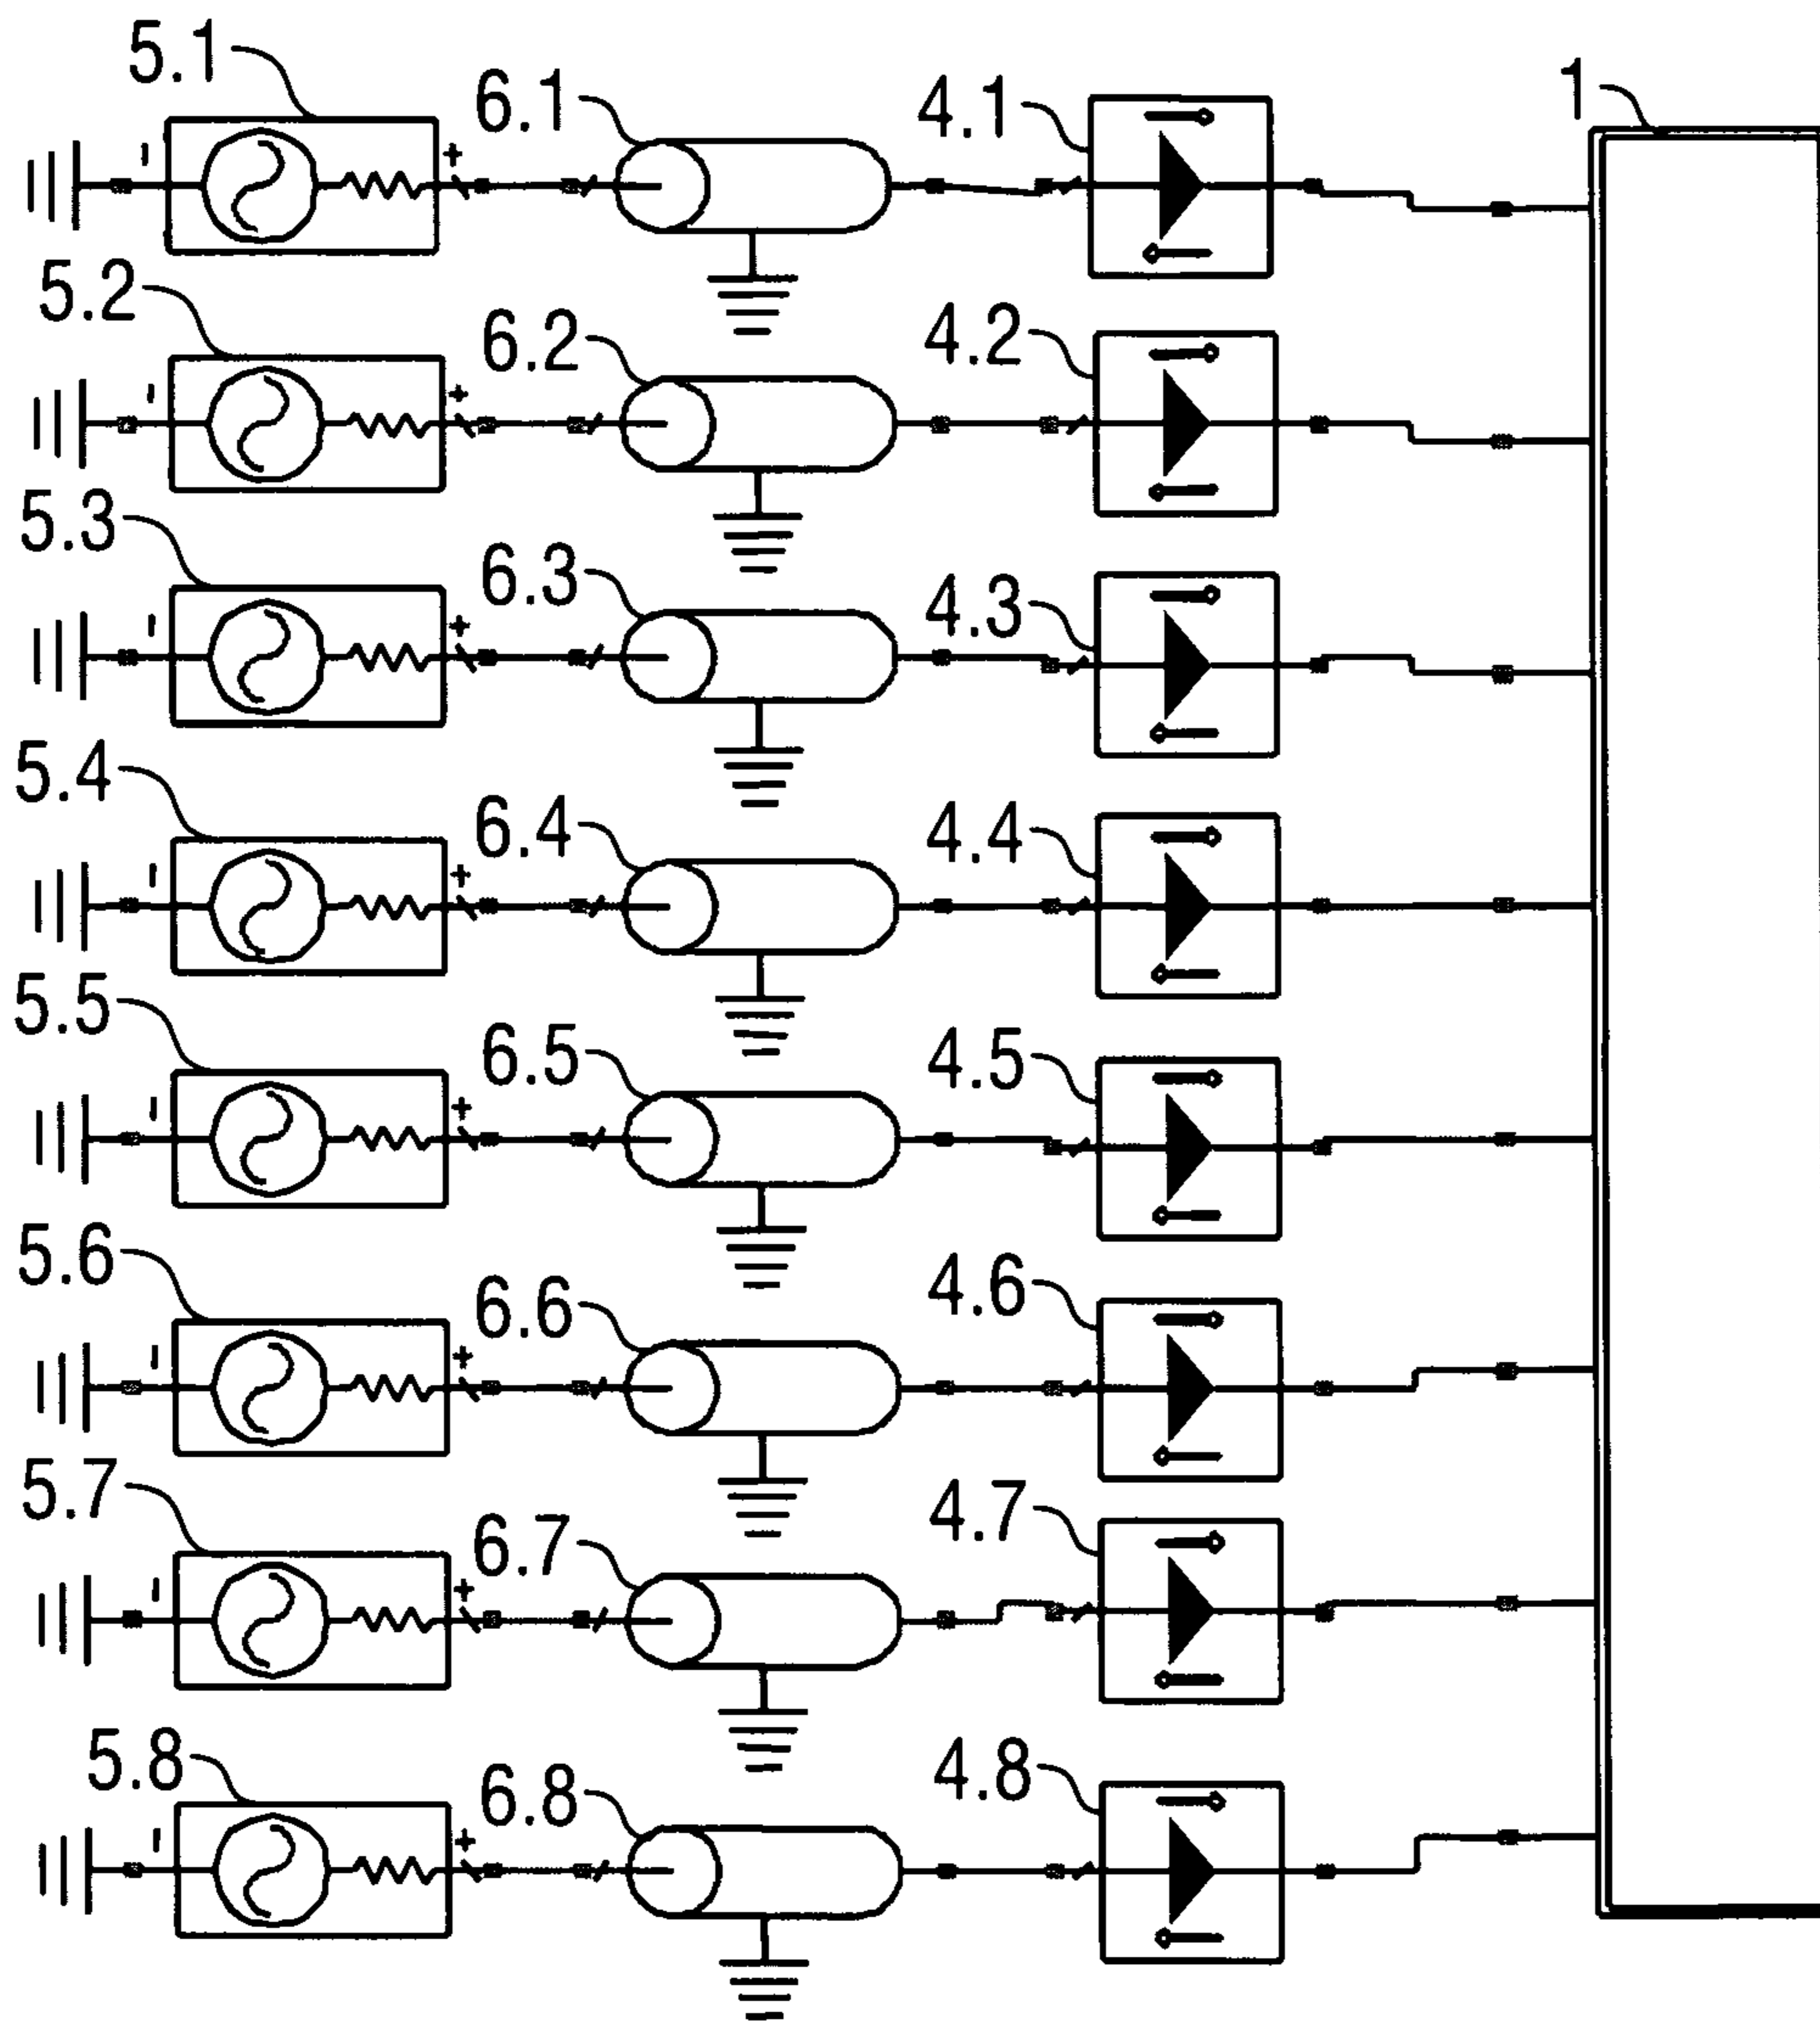 5.1 6.1 4.1 1
- +
5.2 6.2 4.2
- +
5.3 6.3 4.3
- +
5.4 6.4 4.4
- +
5.5 6.5 4.5
- +
5.6 6.6 4.6
- +
5.7 6.7 4.7
- +
5.8 6.8 4.8
- +